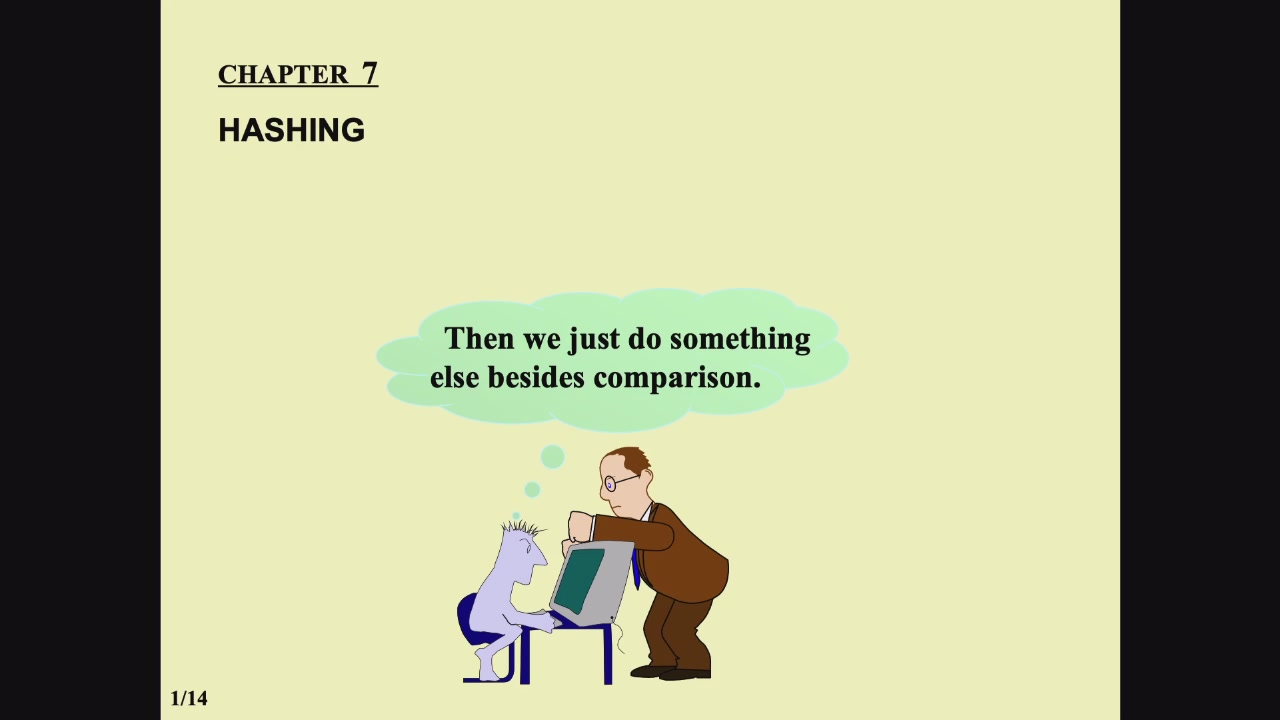 CHAPTER 7
HASHING
Then we just do something
else besides comparison.
1/14